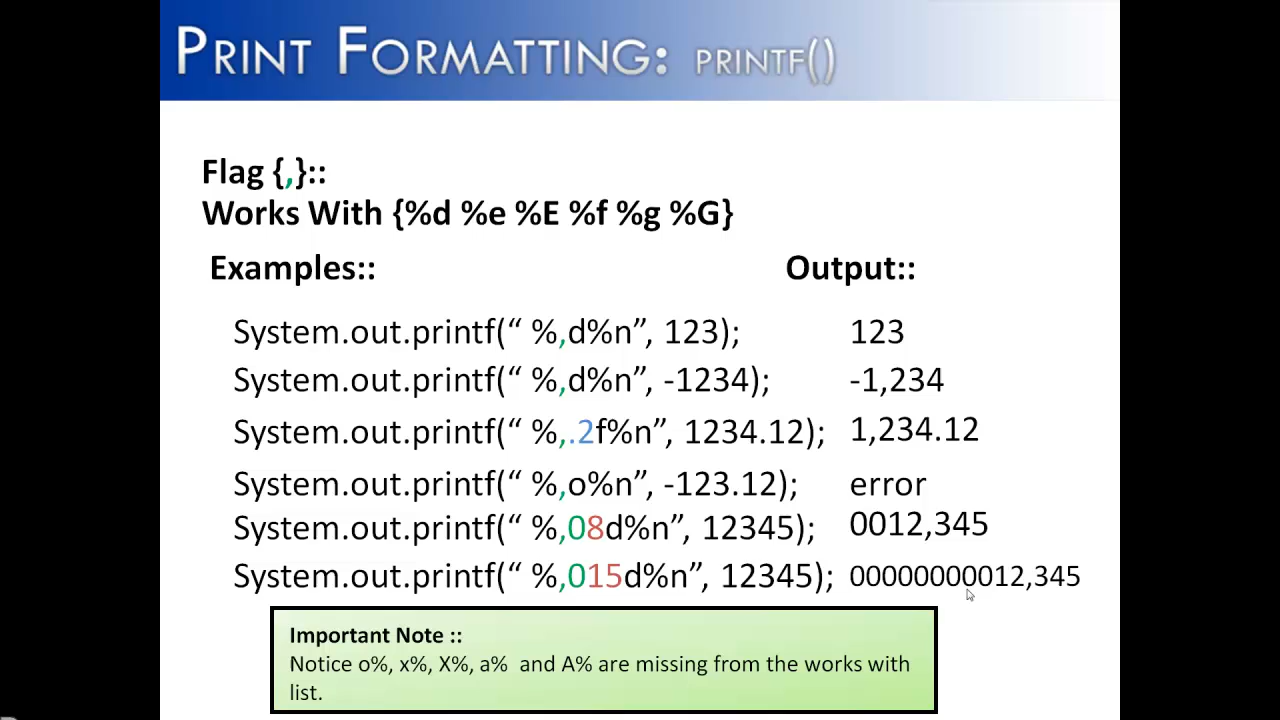 PRINT FORMATTING: PRINTF()
Flag {,}::
Works With {%d %e %E %f %g %G}
Examples:: Output::
System.out.printf(“ %,d%n”, 123); 123
System.out.printf(“ %,d%n”, -1234); -1,234
System.out.printf(“ %,.2f%n”, 1234.12); 1,234.12
System.out.printf(“ %,o%n”, -123.12); error
System.out.printf(“ %,08d%n”, 12345); 0012,345
System.out.printf(“ %,015d%n”, 12345); 00000000012,345
Important Note ::
Notice o%, x%, X%, a%  and A% are missing from the works with
list.